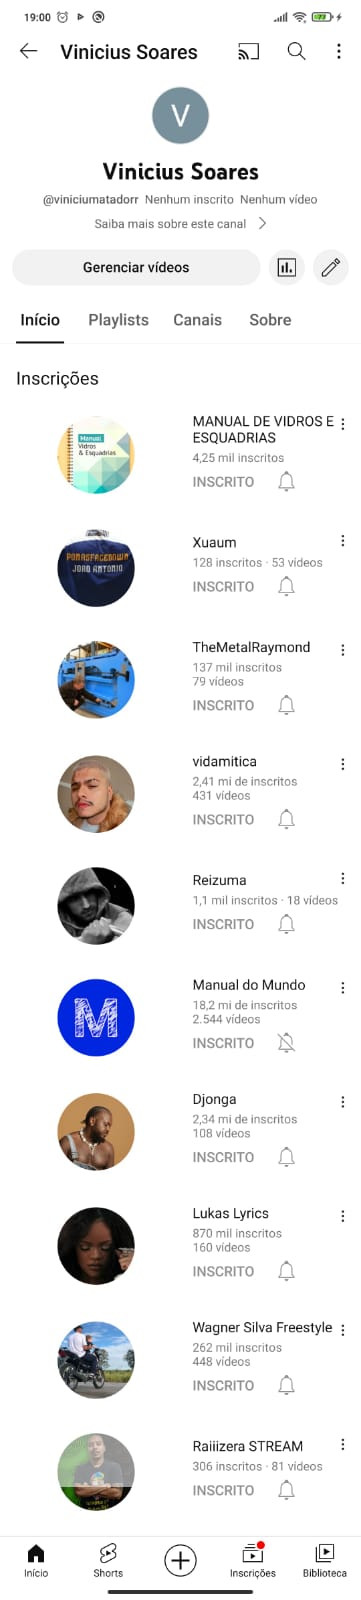 19:00
Vinicius Soares
V
Vinicius Soares
@viniciumatadorr Nenhum inscrito Nenhum vídeo
Saiba mais sobre este canal
Gerenciar vídeos
Início Playlists Canais Sobre
Inscrições
Manual
Vidros
& Esquadrias
MANUAL DE VIDROS E
ESQUADRIAS
4,25 mil inscritos
INSCRITO
POMASFACEDOWN
JOAO ANTONIO
Xuaum
128 inscritos · 53 vídeos
INSCRITO
TheMetalRaymond
137 mil inscritos
79 vídeos
INSCRITO
vidamitica
2,41 mi de inscritos
431 vídeos
INSCRITO
Reizuma
1,1 mil inscritos · 18 vídeos
INSCRITO
M
Manual do Mundo
18,2 mi de inscritos
2.544 vídeos
INSCRITO
Djonga
2,34 mi de inscritos
108 vídeos
INSCRITO
Lukas Lyrics
870 mil inscritos
160 vídeos
INSCRITO
Wagner Silva Freestyle
262 mil inscritos
448 vídeos
INSCRITO
Raiiizera STREAM
306 inscritos · 81 vídeos
INSCRITO
Início Shorts Inscrições Biblioteca